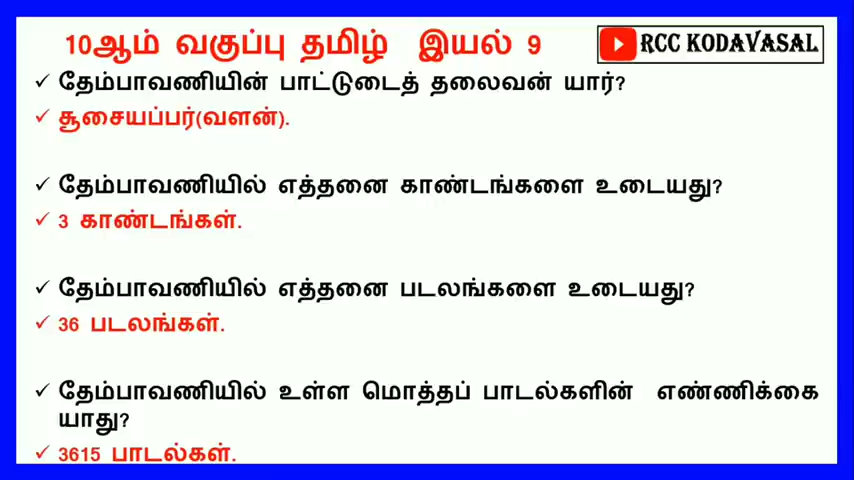 10ஆம் வகுப்பு தமிழ் இயல் 9
RCC KODAVASAL
✓ தேம்பாவணியின் பாட்டுடைத் தலைவன் யார்?
✓ சூசையப்பர்(வளன்).
✓ தேம்பாவணியில் எத்தனை காண்டங்களை உடையது?
✓ 3 காண்டங்கள்.
✓ தேம்பாவணியில் எத்தனை படலங்களை உடையது?
✓ 36 படலங்கள்.
✓ தேம்பாவணியில் உள்ள மொத்தப் பாடல்களின் எண்ணிக்கை
யாது?
✓ 3615 பாடல்கள்.